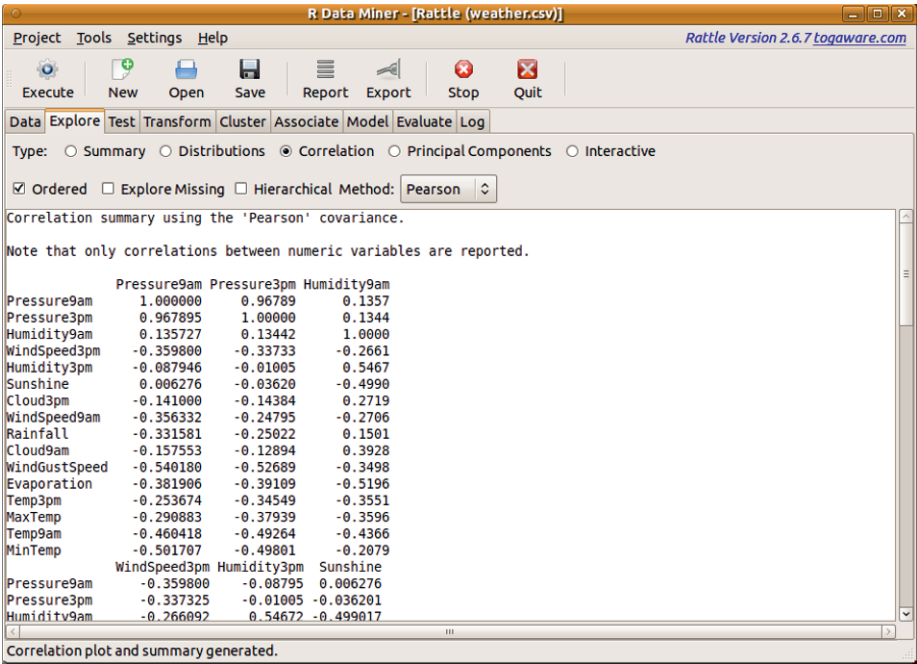 R Data Miner - [Rattle (weather.csv)]
Project Tools Settings Help Rattle Version 2.6.7 togaware.com
Execute New Open Save Report Export Stop Quit
Data Explore Test Transform Cluster Associate Model Evaluate Log
Type: Summary Distributions Correlation Principal Components Interactive
Ordered Explore Missing Hierarchical Method: Pearson
Correlation summary using the 'Pearson' covariance.
Note that only correlations between numeric variables are reported.
Pressure9am Pressure3pm Humidity9am
Pressure9am 1.000000 0.96789 0.1357
Pressure3pm 0.967895 1.00000 0.1344
Humidity9am 0.135727 0.13442 1.0000
WindSpeed3pm -0.359800 -0.33733 -0.2661
Humidity3pm -0.087946 -0.01005 0.5467
Sunshine 0.006276 -0.03620 -0.4990
Cloud3pm -0.141000 -0.14384 0.2719
WindSpeed9am -0.356332 -0.24795 -0.2706
Rainfall -0.331581 -0.25022 0.1501
Cloud9am -0.157553 -0.12894 0.3928
WindGustSpeed -0.540180 -0.52689 -0.3498
Evaporation -0.381906 -0.39109 -0.5196
Temp3pm -0.253674 -0.34549 -0.3551
MaxTemp -0.290883 -0.37939 -0.3596
Temp9am -0.460418 -0.49264 -0.4366
MinTemp -0.501707 -0.49801 -0.2079
WindSpeed3pm Humidity3pm Sunshine
Pressure9am -0.359800 -0.08795 0.006276
Pressure3pm -0.337325 -0.01005 -0.036201
Humidity9am -0.266092 0.54672 -0.499017
Correlation plot and summary generated.